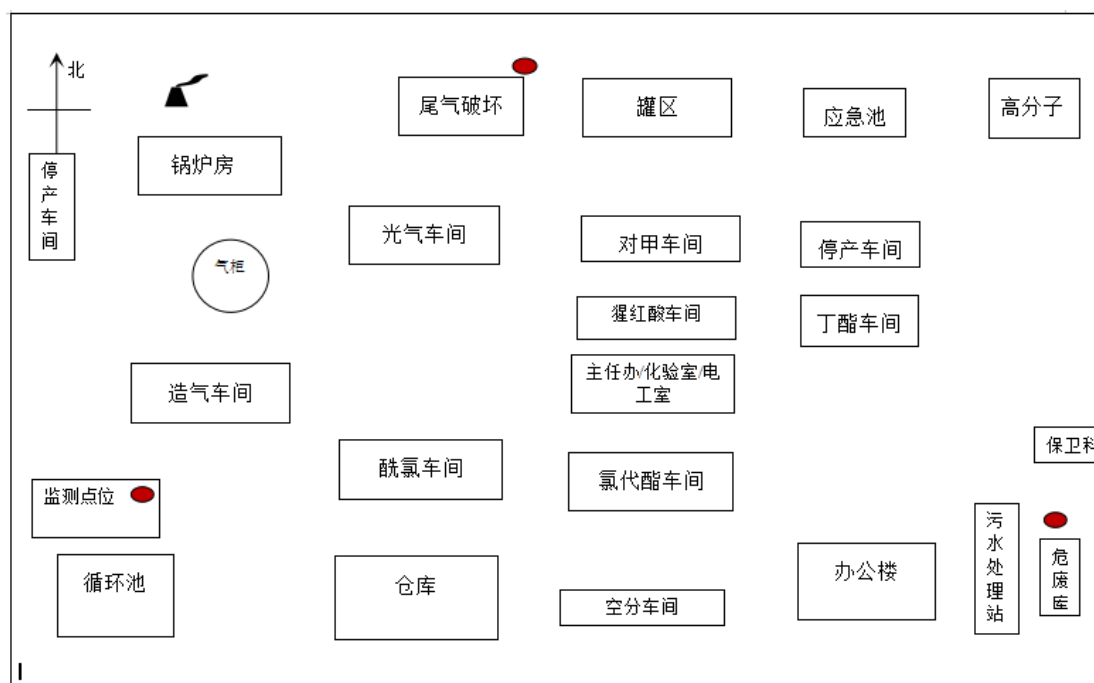 北
尾气破坏
罐区
应急池
高分子
锅炉房
停产车间
光气车间
对甲车间
停产车间
气柜
猩红酸车间
丁酯车间
主任办/化验室/电
工室
造气车间
酰氯车间
氯代酯车间
保卫科
监测点位
循环池
仓库
空分车间
办公楼
污水处理站
危废库